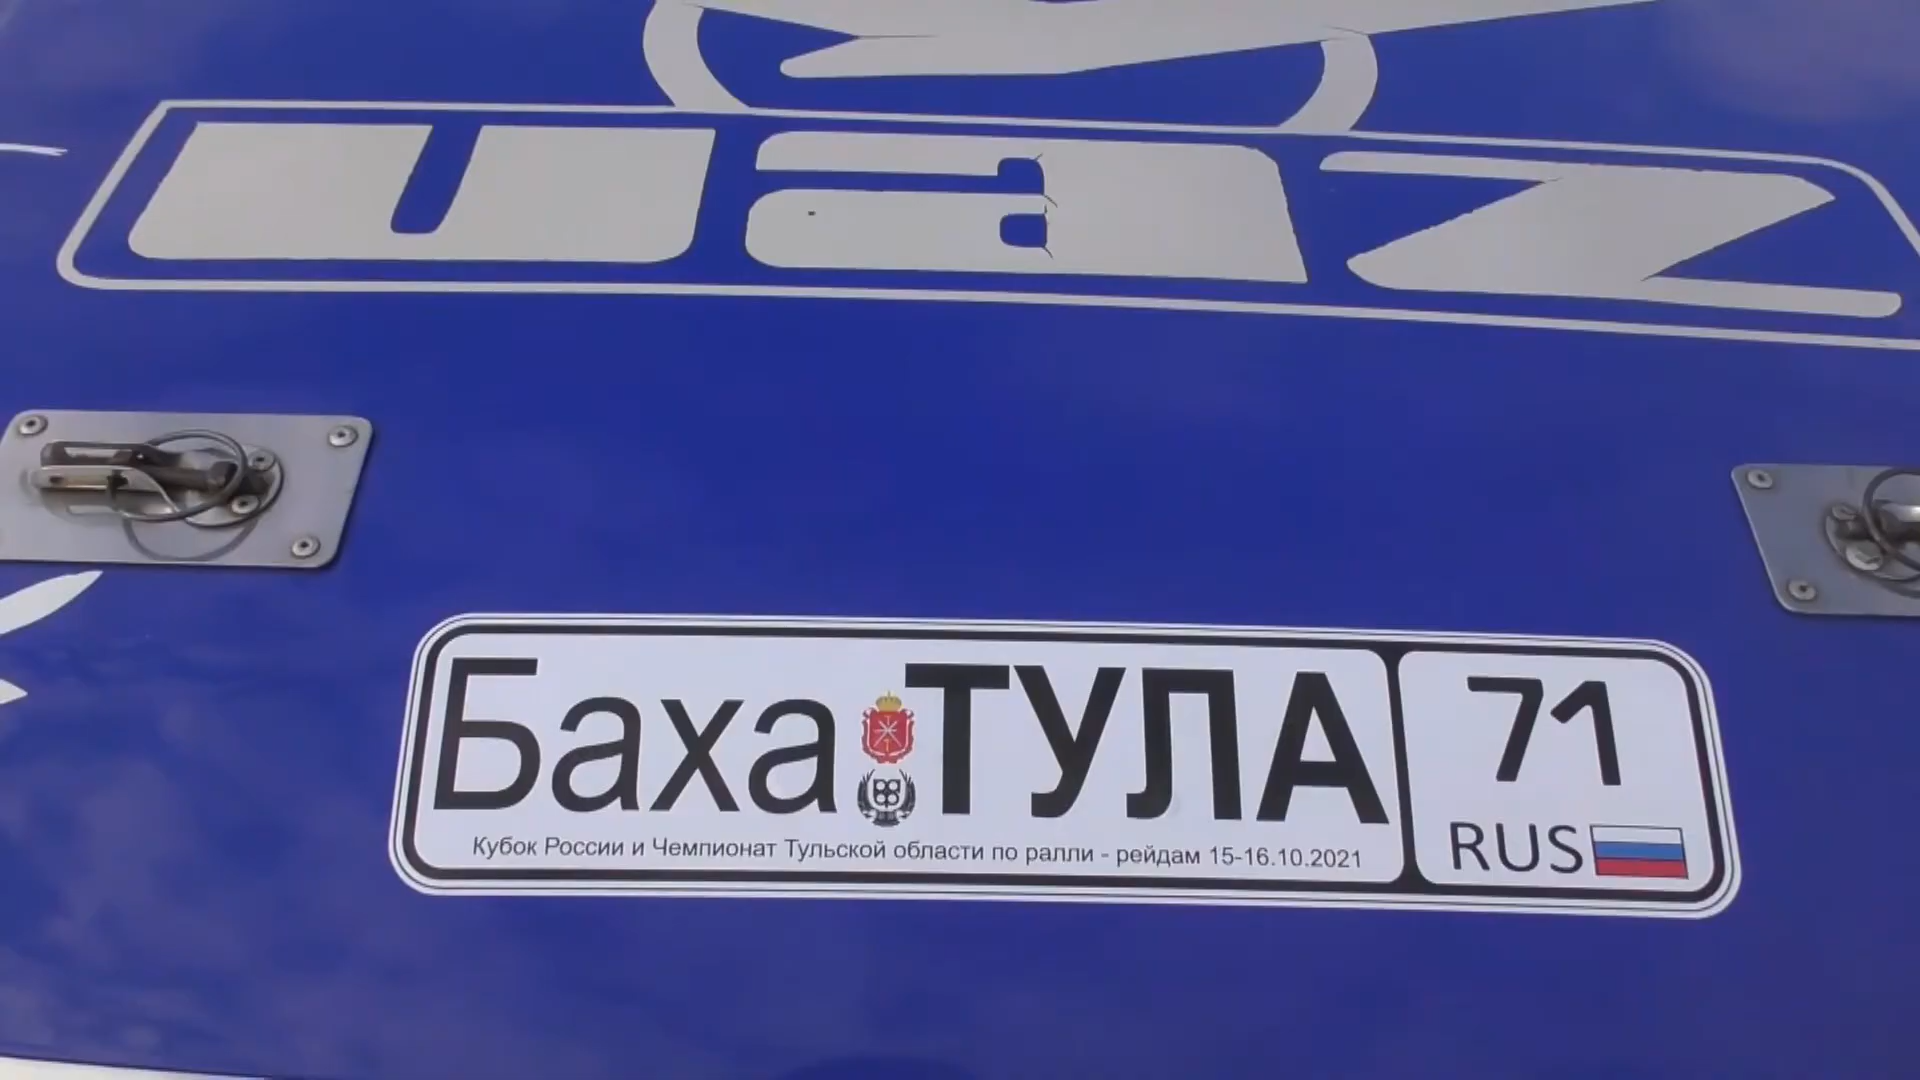 uaz
Баха ТУЛА 71
Кубок России и Чемпионат Тульской области по ралли - рейдам 15-16.10.2021
RUS